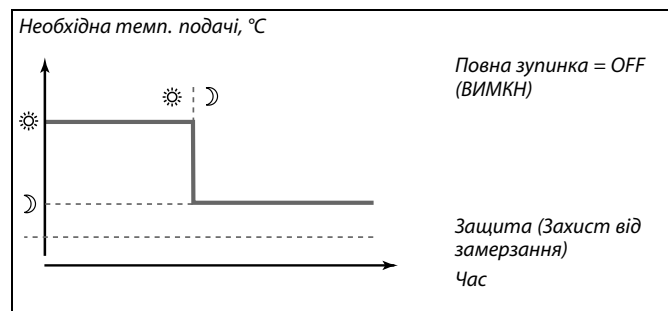 Необхідна темп. подачі, °C
Повна зупинка = OFF
(ВИМКН)
Защита (Захист від
замерзання)
Час